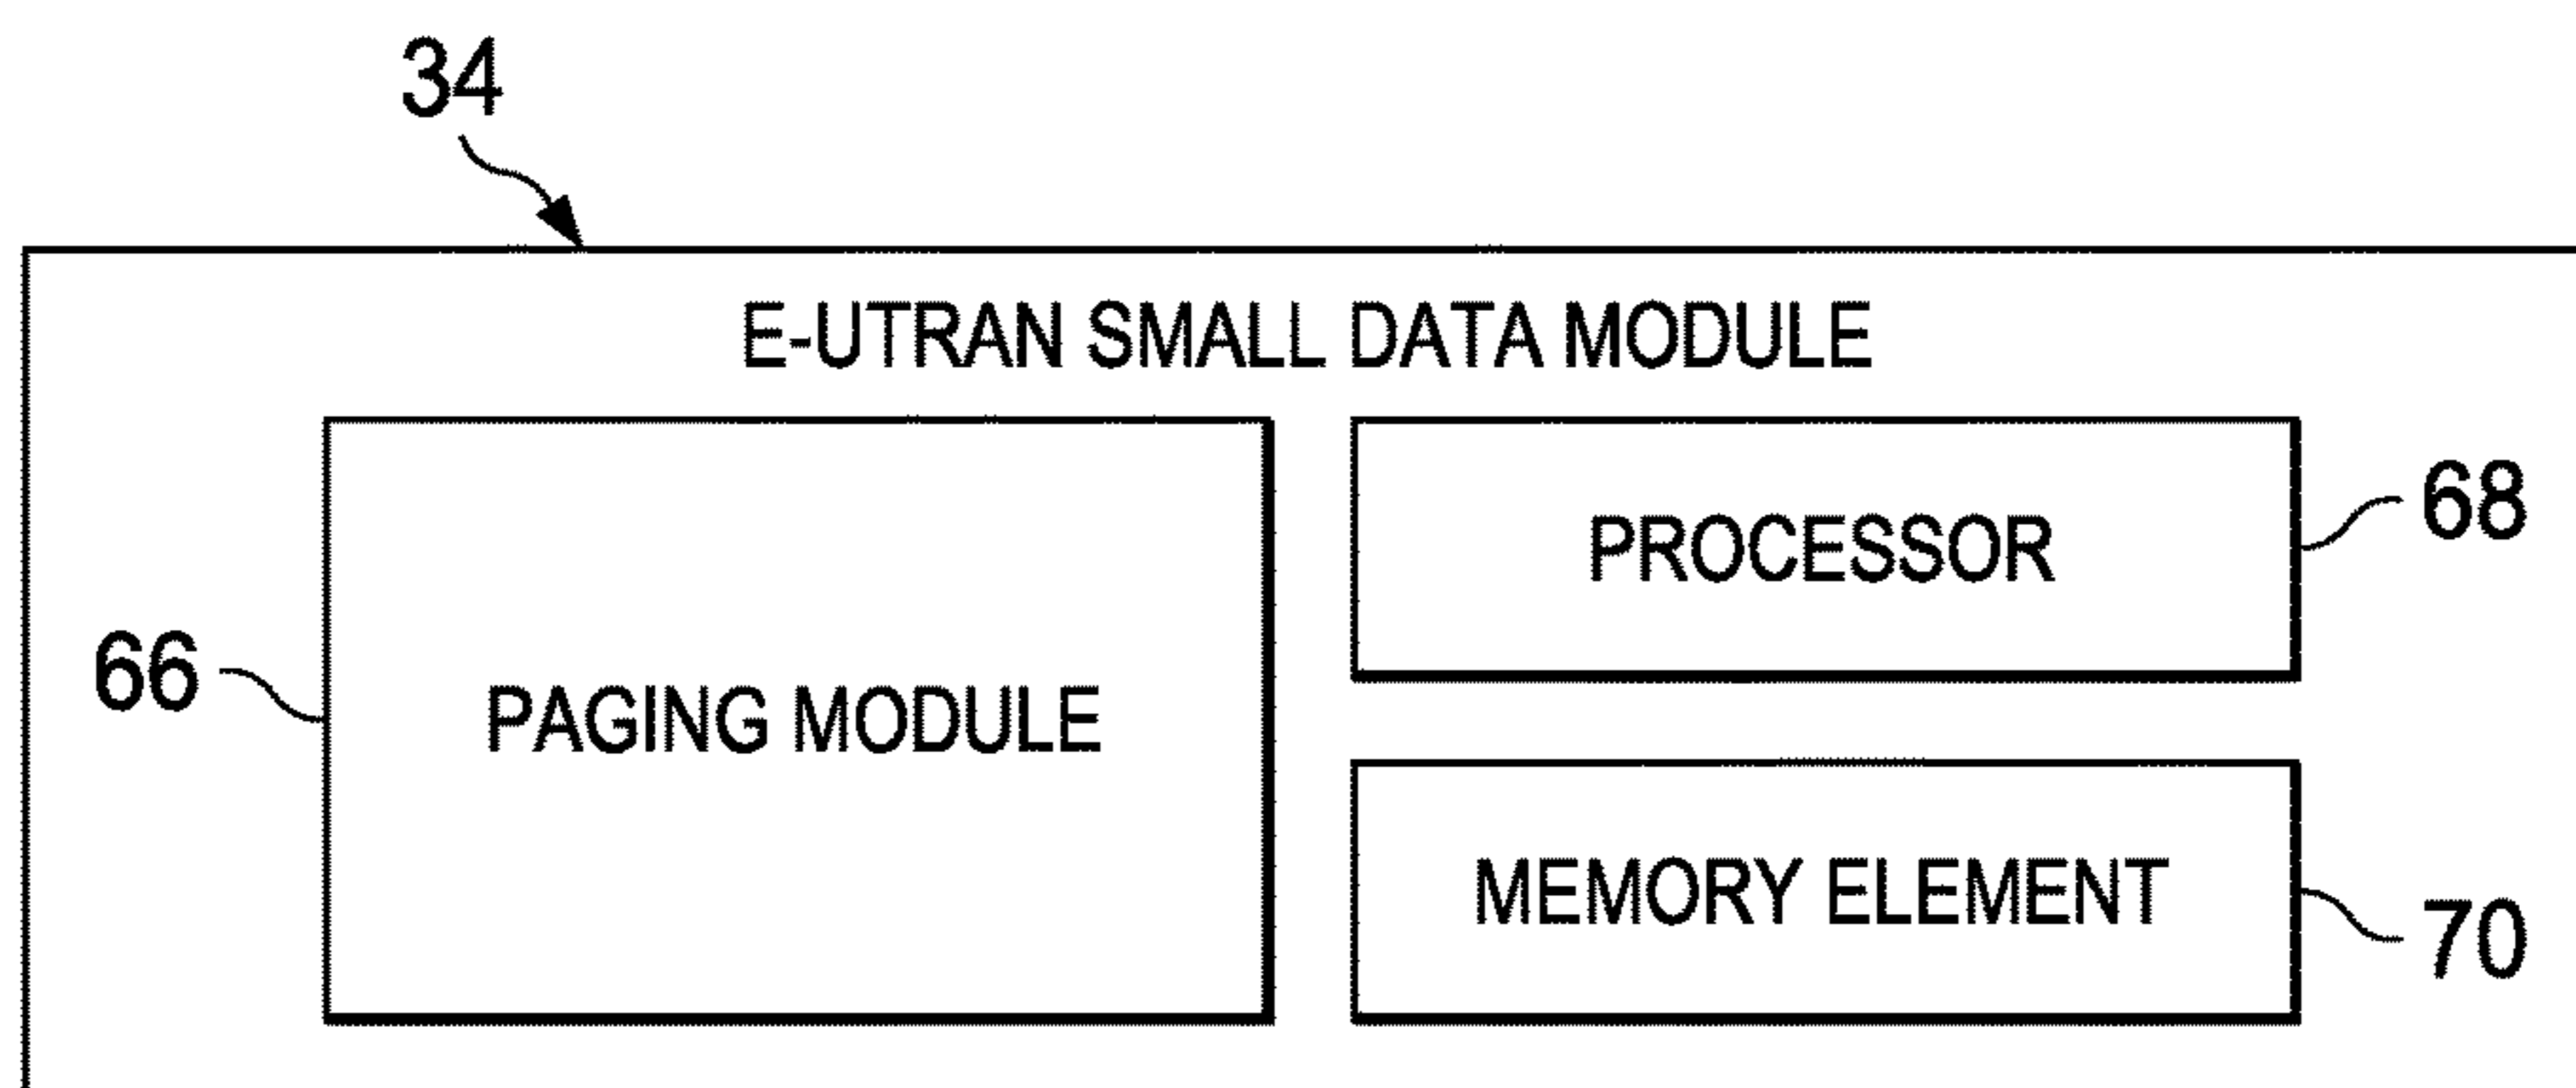 34
E-UTRAN SMALL DATA MODULE
66
PAGING MODULE
PROCESSOR
68
MEMORY ELEMENT
70